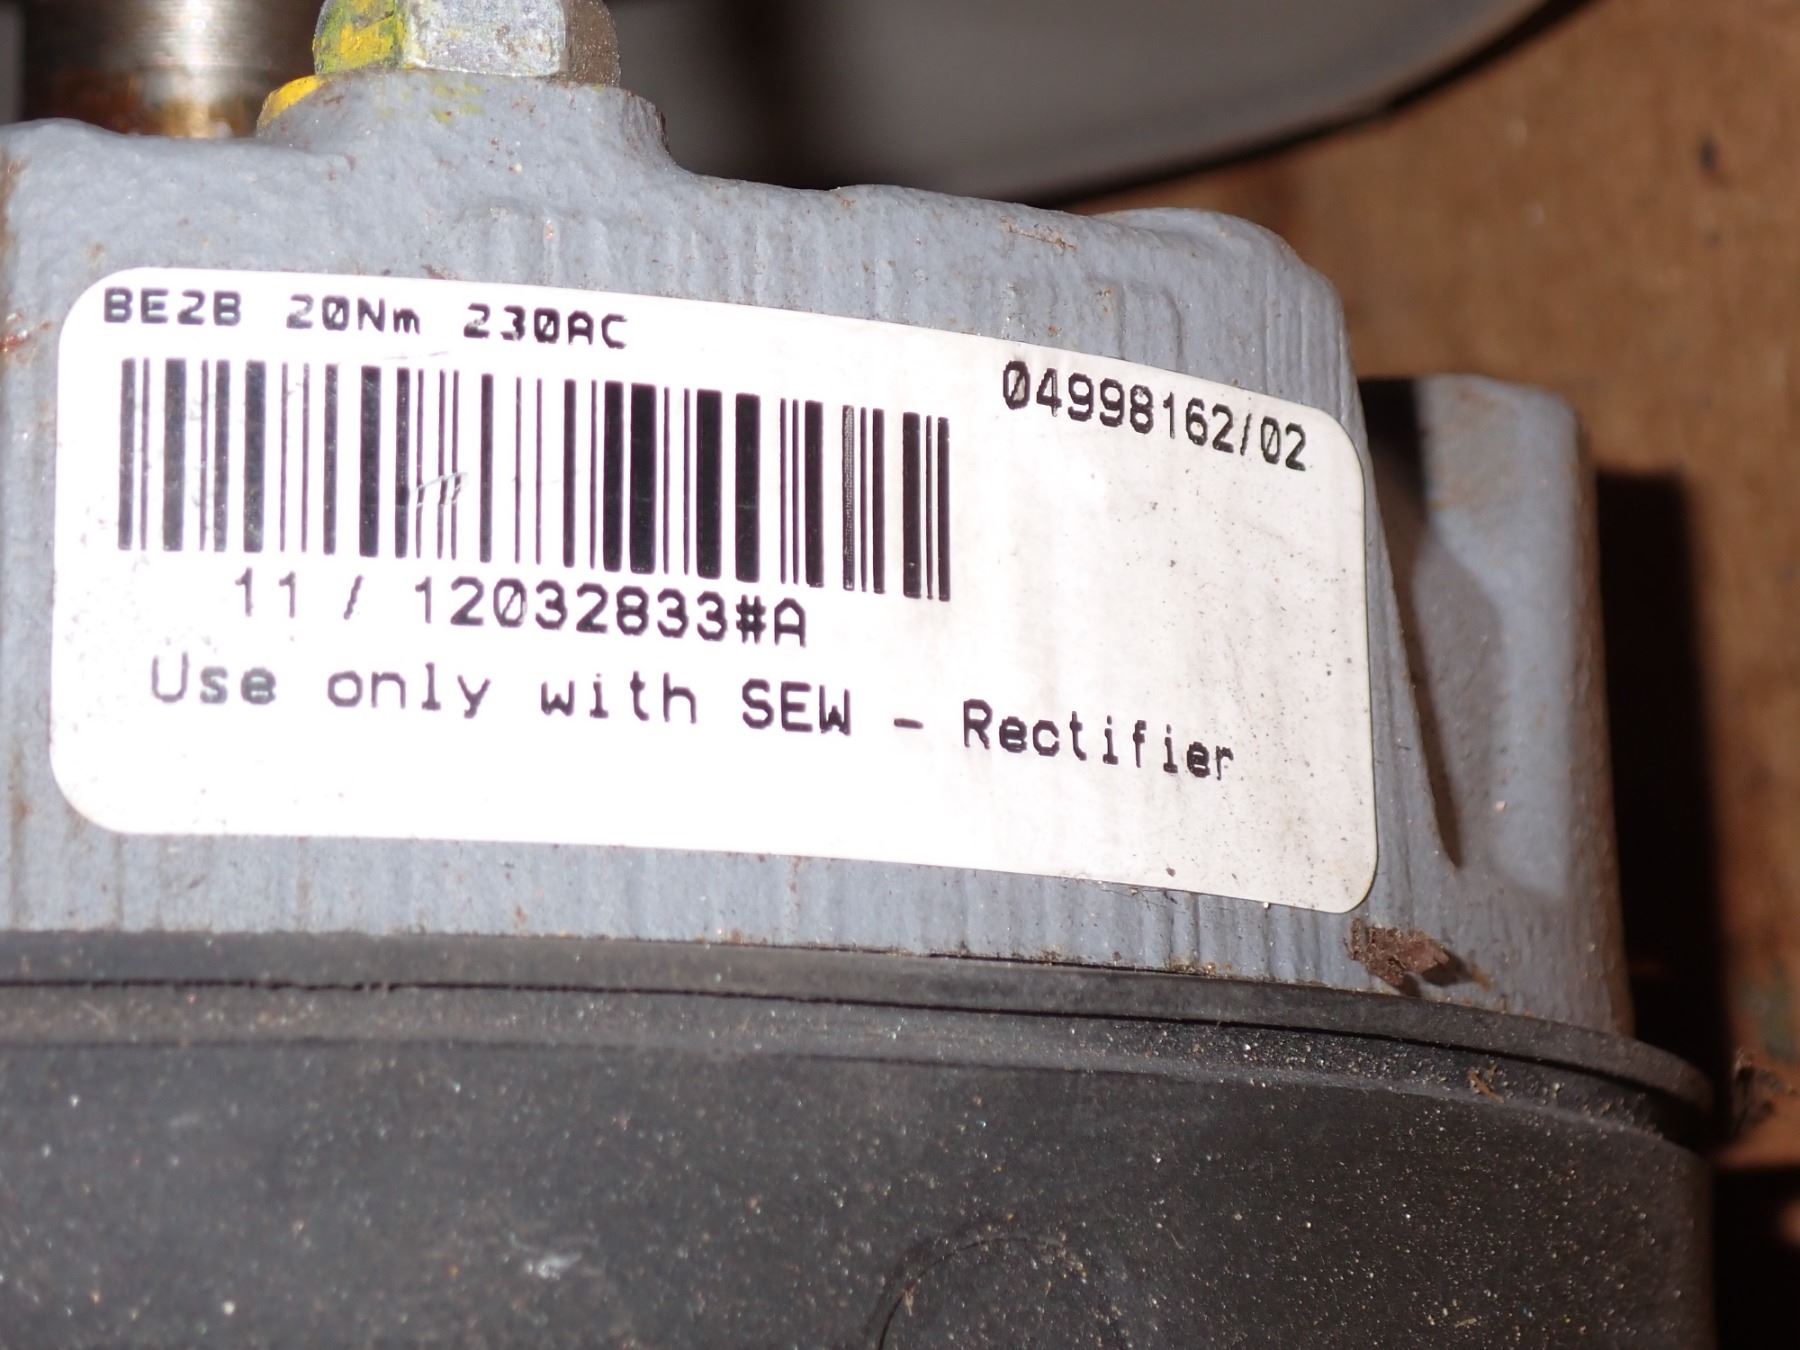 BE2B 20Nm 230AC
04998162/02
11 / 12032833#A
Use only with SEW - Rectifier